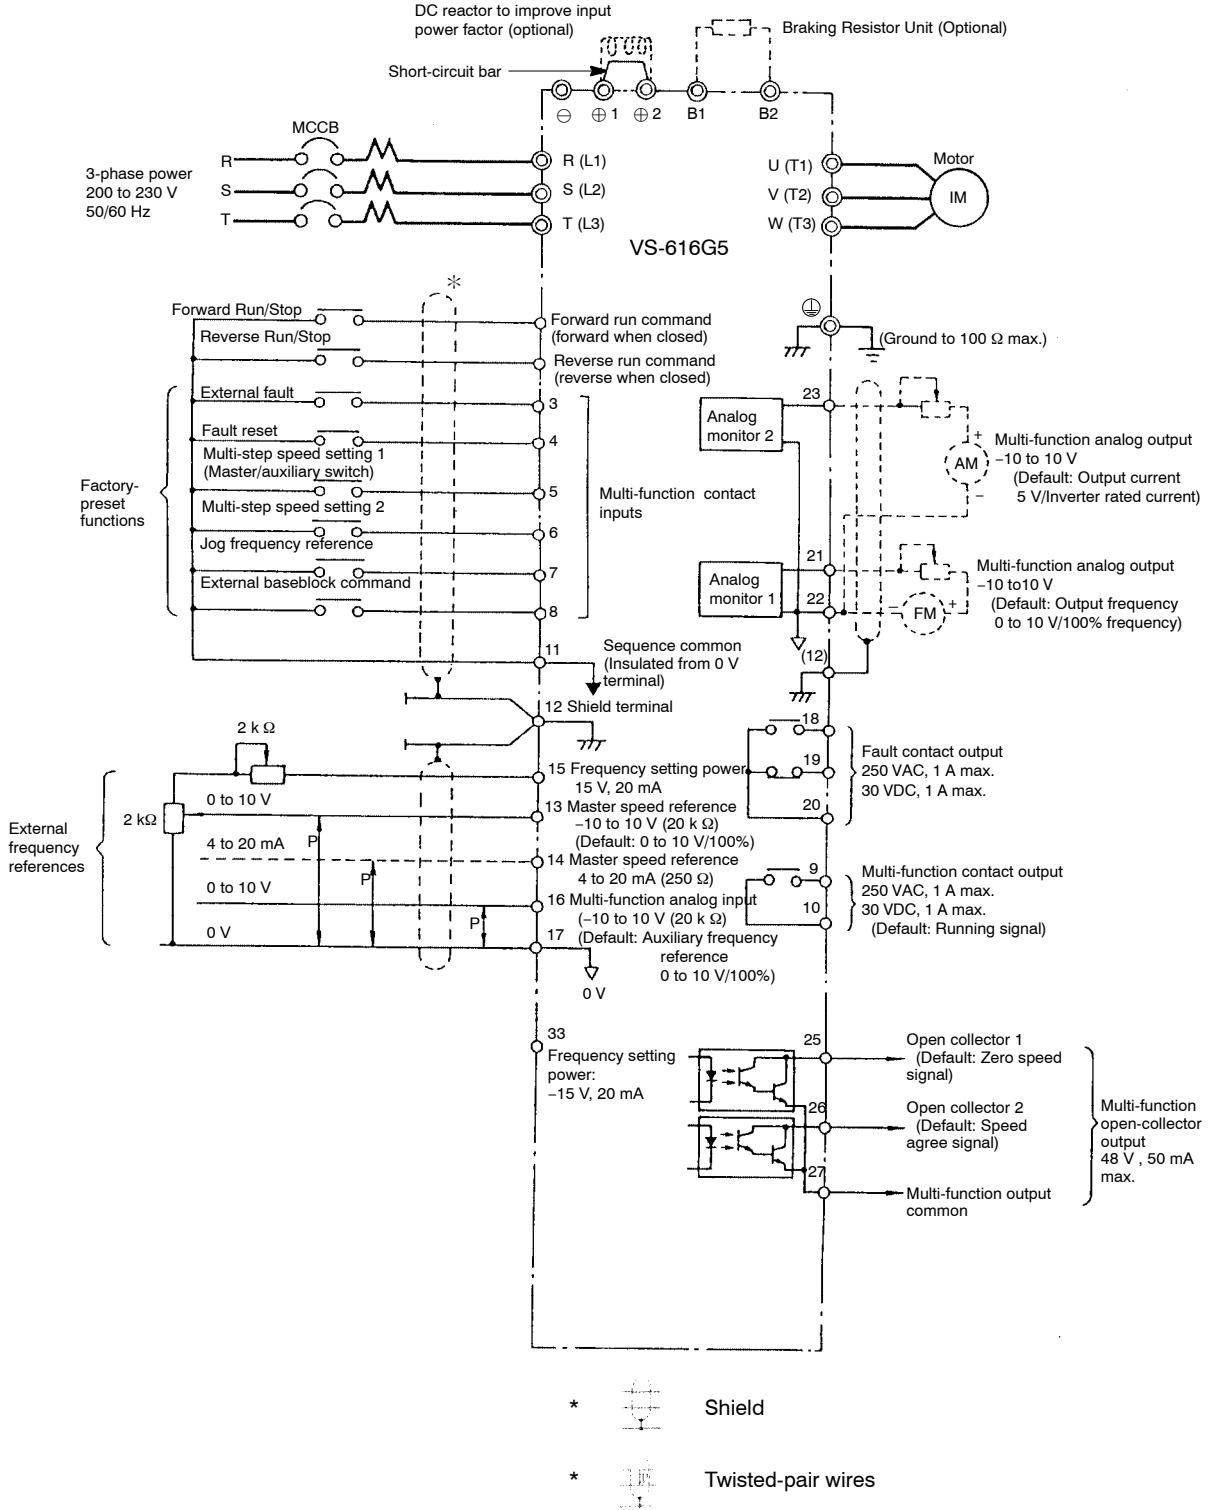 DC reactor to improve input
power factor (optional)
Braking Resistor Unit (Optional)
Short-circuit bar
⊖ ⊕ 1 ⊕ 2 B1 B2
MCCB
3-phase power
200 to 230 V
50/60 Hz
R
S
T
R (L1)
S (L2)
T (L3)
U (T1)
V (T2)
W (T3)
Motor
IM
VS-616G5
*
Forward Run/Stop
Reverse Run/Stop
External fault
Fault reset
Multi-step speed setting 1
(Master/auxiliary switch)
Multi-step speed setting 2
Jog frequency reference
External baseblock command
Factory-
preset
functions
Forward run command
(forward when closed)
Reverse run command
(reverse when closed)
3
4
5
6
7
8
Multi-function contact
inputs
11
Sequence common
(Insulated from 0 V
terminal)
12 Shield terminal
(Ground to 100 Ω max.)
Analog
monitor 2
23
AM
+
−
Multi-function analog output
−10 to 10 V
(Default: Output current
5 V/Inverter rated current)
Analog
monitor 1
21
22
FM
−
+
Multi-function analog output
−10 to10 V
(Default: Output frequency
0 to 10 V/100% frequency)
(12)
18
19
20
Fault contact output
250 VAC, 1 A max.
30 VDC, 1 A max.
9
10
Multi-function contact output
250 VAC, 1 A max.
30 VDC, 1 A max.
(Default: Running signal)
External
frequency
references
2 k Ω
2 kΩ
0 to 10 V
4 to 20 mA
0 to 10 V
0 V
P
P
P
15 Frequency setting power
15 V, 20 mA
13 Master speed reference
−10 to 10 V (20 k Ω)
(Default: 0 to 10 V/100%)
14 Master speed reference
4 to 20 mA (250 Ω)
16 Multi-function analog input
(−10 to 10 V (20 k Ω)
17 (Default: Auxiliary frequency
reference
0 to 10 V/100%)
0 V
33
Frequency setting
power:
−15 V, 20 mA
25
26
27
Open collector 1
(Default: Zero speed
signal)
Open collector 2
(Default: Speed
agree signal)
Multi-function output
common
Multi-function
open-collector
output
48 V , 50 mA
max.
* Shield
* Twisted-pair wires